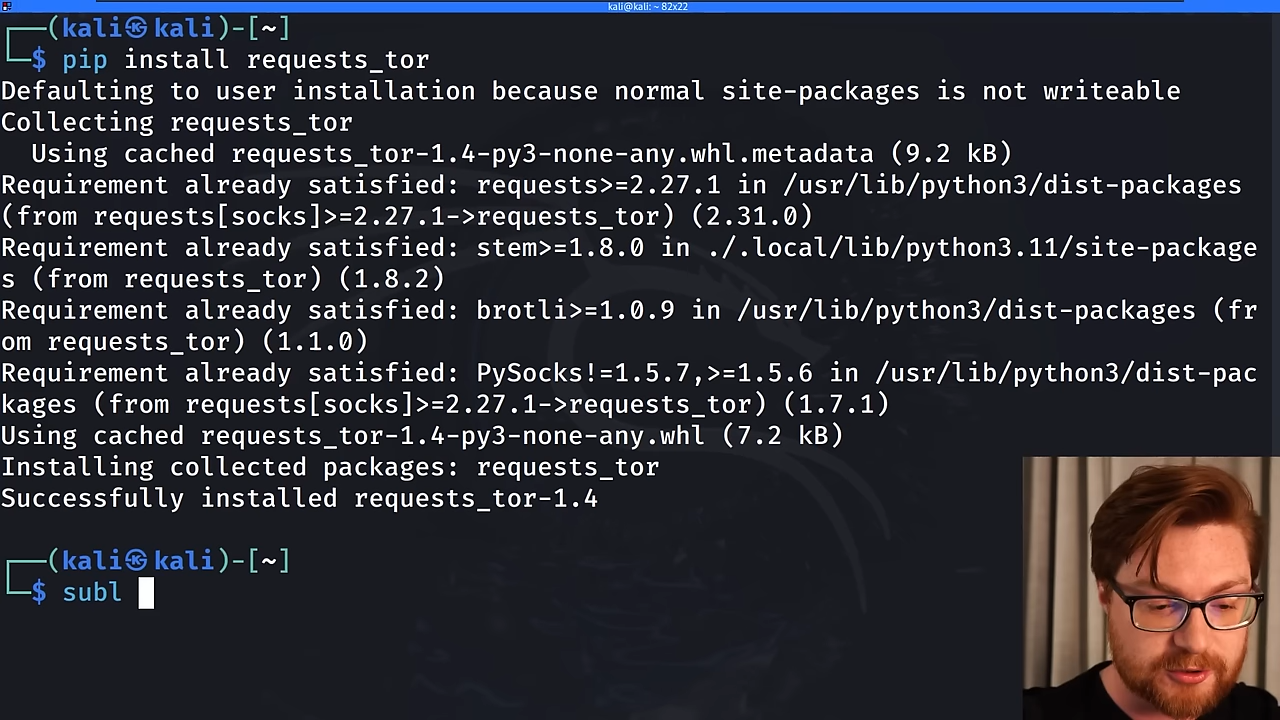 kali@kali: ~ 82x22
┌──(kali㉿kali)-[~]
└─$ pip install requests_tor
Defaulting to user installation because normal site-packages is not writeable
Collecting requests_tor
  Using cached requests_tor-1.4-py3-none-any.whl.metadata (9.2 kB)
Requirement already satisfied: requests>=2.27.1 in /usr/lib/python3/dist-packages
(from requests[socks]>=2.27.1->requests_tor) (2.31.0)
Requirement already satisfied: stem>=1.8.0 in ./.local/lib/python3.11/site-package
s (from requests_tor) (1.8.2)
Requirement already satisfied: brotli>=1.0.9 in /usr/lib/python3/dist-packages (fr
om requests_tor) (1.1.0)
Requirement already satisfied: PySocks!=1.5.7,>=1.5.6 in /usr/lib/python3/dist-pac
kages (from requests[socks]>=2.27.1->requests_tor) (1.7.1)
Using cached requests_tor-1.4-py3-none-any.whl (7.2 kB)
Installing collected packages: requests_tor
Successfully installed requests_tor-1.4
┌──(kali㉿kali)-[~]
└─$ subl